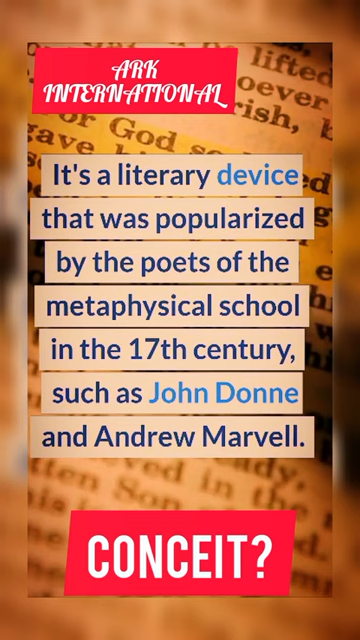 ARK
INTERNATIONAL
It's a literary device
that was popularized
by the poets of the
metaphysical school
in the 17th century,
such as John Donne
and Andrew Marvell.
CONCEIT?